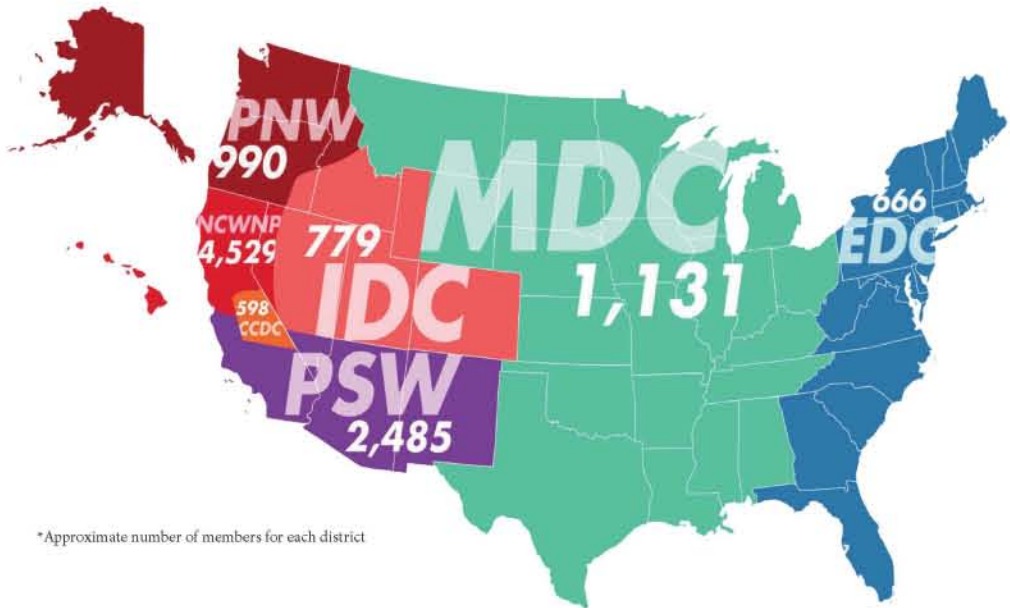 PNW
990
NCWNP
4,529
598
CCDC
779
IDC
PSW
2,485
MDC
1,131
666
EDC
*Approximate number of members for each district